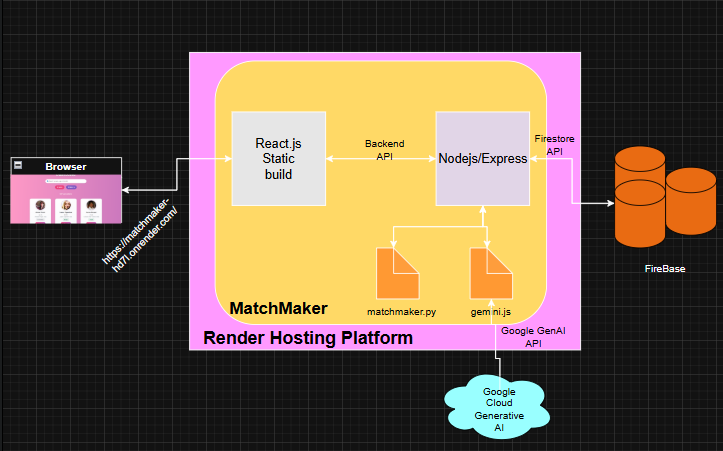 Browser
https://matchmaker-
hd7l.onrender.com/
React.js
Static
build
Backend
API
Nodejs/Express
Firestore
API
FireBase
matchmaker.py
gemini.js
MatchMaker
Render Hosting Platform
Google GenAI
API
Google
Cloud
Generative
AI